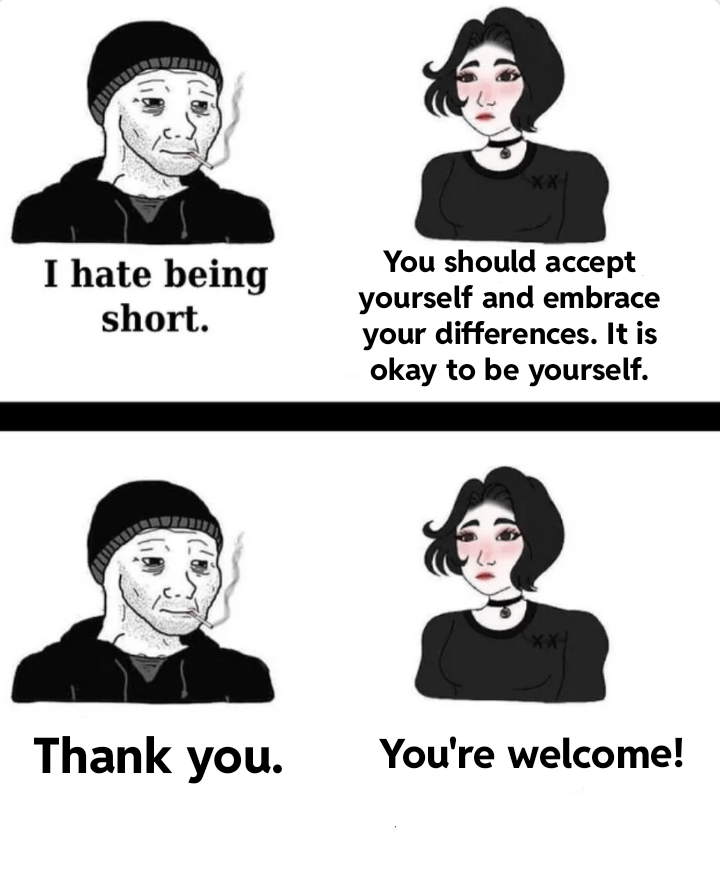 I hate being
short.
You should accept
yourself and embrace
your differences. It is
okay to be yourself.
Thank you.
You're welcome!